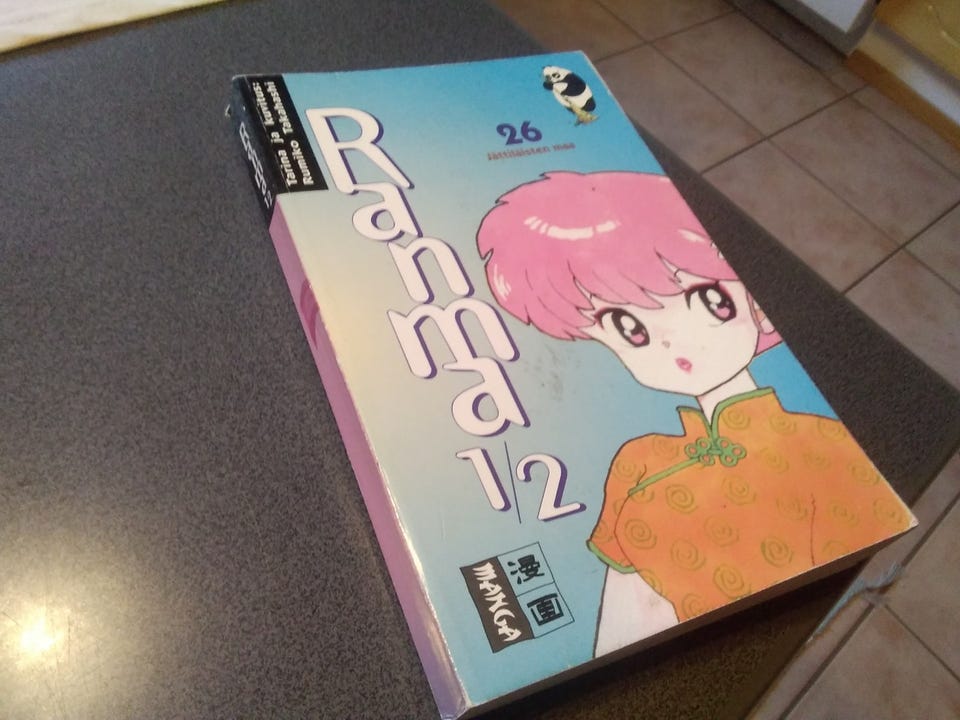 Tarina ja kuvitus:
Rumiko Takahashi
Ranma
1/2
26
Jättiläisten maa
漫画
MANGA